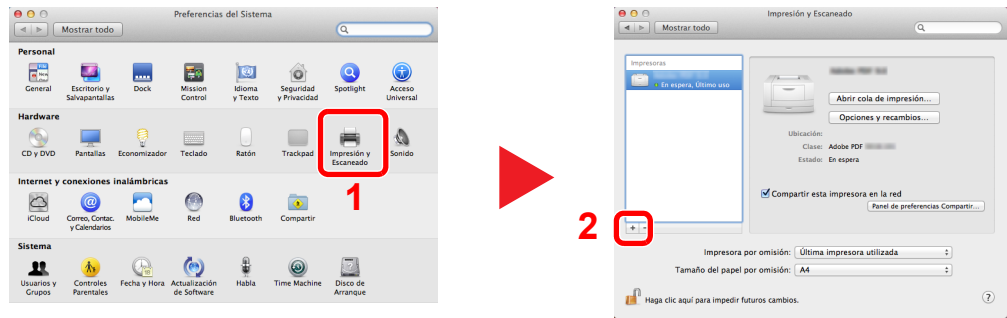 Preferencias del Sistema
Mostrar todo
Personal
General
Escritorio y
Salvapantallas
Dock
Mission
Control
Idioma
y Texto
Seguridad
y Privacidad
Spotlight
Acceso
Universal
Hardware
CD y DVD
Pantallas
Economizador
Teclado
Ratón
Trackpad
Impresión y
Escaneado
Sonido
1
Internet y conexiones inalámbricas
iCloud
Correo, Contac.
y Calendarios
MobileMe
Red
Bluetooth
Compartir
Sistema
Usuarios y
Grupos
Controles
Parentales
Fecha y Hora
Actualización
de Software
Habla
Time Machine
Disco de
Arranque
Impresión y Escaneado
Mostrar todo
Impresoras
En espera, Último uso
Abrir cola de impresión...
Opciones y recambios...
Ubicación:
Clase: Adobe PDF
Estado: En espera
Compartir esta impresora en la red
Panel de preferencias Compartir...
2
+ -
Impresora por omisión: Última impresora utilizada
Tamaño del papel por omisión: A4
Haga clic aquí para impedir futuros cambios.
?